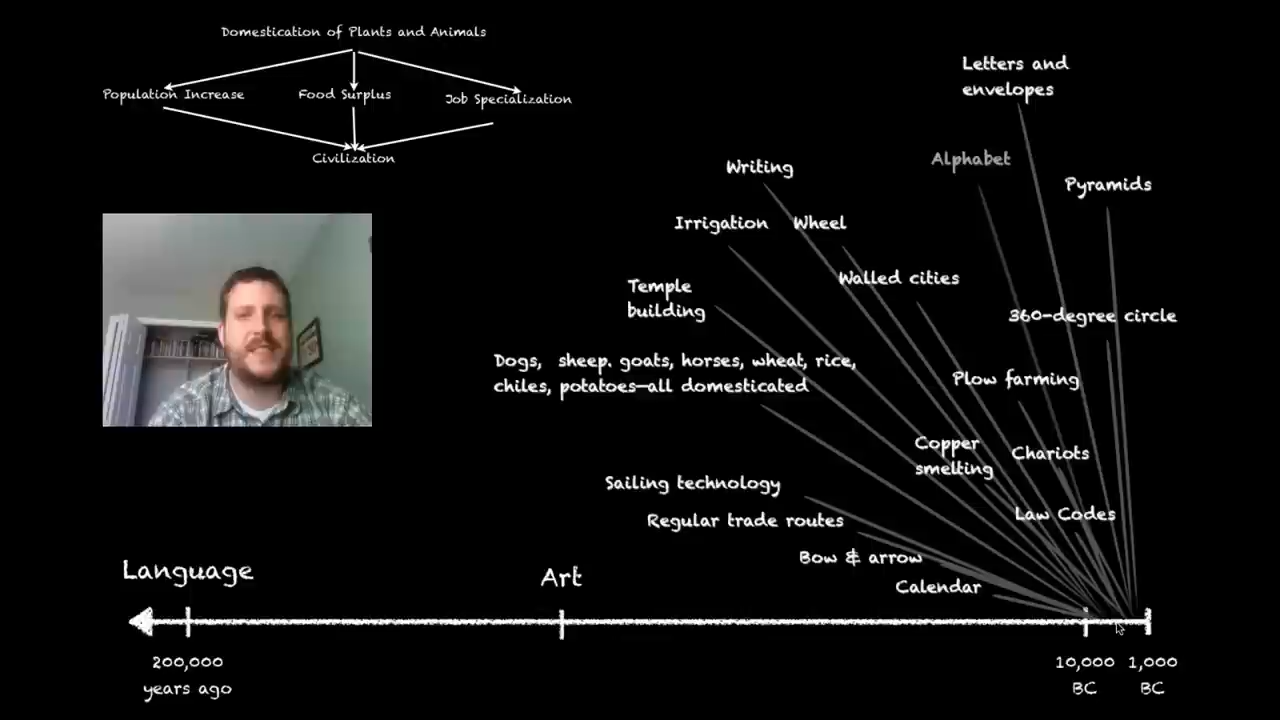 Domestication of Plants and Animals
Population Increase
Food Surplus
Job Specialization
Civilization
Letters and
envelopes
Alphabet
Writing
Pyramids
Irrigation
Wheel
Walled cities
Temple
building
360-degree circle
Dogs, sheep. goats, horses, wheat, rice,
chiles, potatoes—all domesticated
Plow farming
Copper
smelting
Chariots
Sailing technology
Regular trade routes
Law Codes
Bow & arrow
Calendar
Language
Art
200,000
years ago
10,000
BC
1,000
BC